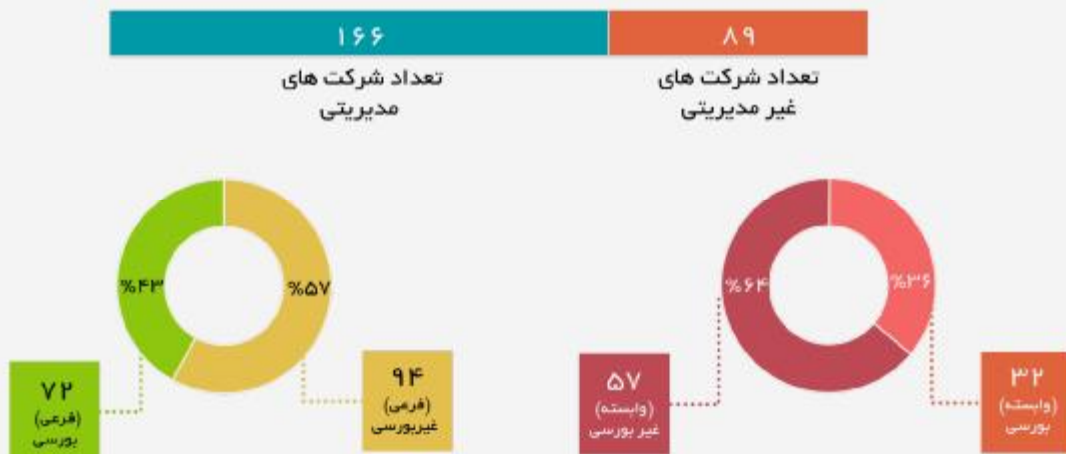 ۱۶۶
۸۹
تعداد شرکت های
مدیریتی
تعداد شرکت های
غیر مدیریتی
%۴۳
%۵۷
%۶۴
%۳۶
۷۲
(فرعی)
بورسی
۹۴
(فرعی)
غیربورسی
۵۷
(وابسته)
غیر بورسی
۳۲
(وابسته)
بورسی